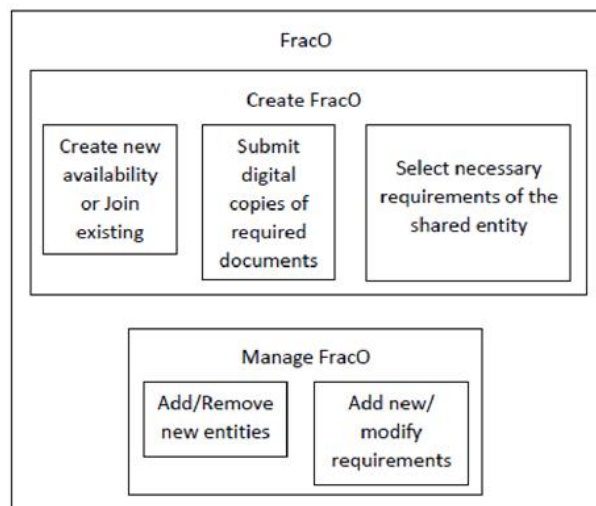 FracO
Create FracO
Create new
availability
or Join
existing
Submit
digital
copies of
required
documents
Select necessary
requirements of the
shared entity
Manage FracO
Add/Remove
new entities
Add new/
modify
requirements